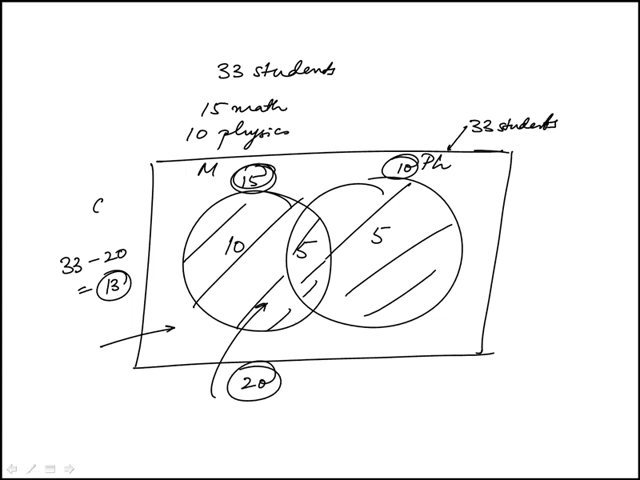 33 students
15 math
10 physics
33 students
M
15
10
Ph
C
10
5
5
33 - 20
= 13
20